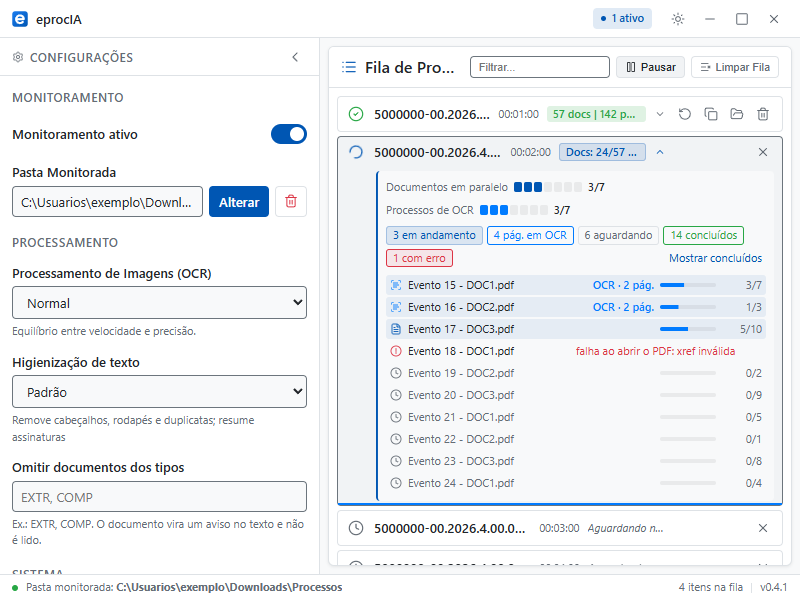 eprocIA
1 ativo
CONFIGURAÇÕES
MONITORAMENTO
Monitoramento ativo
Pasta Monitorada
C:\Usuarios\exemplo\Downl...
Alterar
PROCESSAMENTO
Processamento de Imagens (OCR)
Normal
Equilíbrio entre velocidade e precisão.
Higienização de texto
Padrão
Remove cabeçalhos, rodapés e duplicatas; resume
assinaturas
Omitir documentos dos tipos
EXTR, COMP
Ex.: EXTR, COMP. O documento vira um aviso no texto e não
é lido.
SISTEMA
Fila de Pro...
Filtrar...
Pausar
Limpar Fila
5000000-00.2026.... 00:01:00 57 docs | 142 p...
5000000-00.2026.4.... 00:02:00 Docs: 24/57 ...
Documentos em paralelo 3/7
Processos de OCR 3/7
3 em andamento 4 pág. em OCR 6 aguardando 14 concluídos
1 com erro Mostrar concluídos
Evento 15 - DOC1.pdf OCR · 2 pág. 3/7
Evento 16 - DOC2.pdf OCR · 2 pág. 1/3
Evento 17 - DOC3.pdf 5/10
Evento 18 - DOC1.pdf falha ao abrir o PDF: xref inválida
Evento 19 - DOC2.pdf 0/2
Evento 20 - DOC3.pdf 0/9
Evento 21 - DOC1.pdf 0/5
Evento 22 - DOC2.pdf 0/1
Evento 23 - DOC3.pdf 0/8
Evento 24 - DOC1.pdf 0/4
5000000-00.2026.4.00.0... 00:03:00 Aguardando n...
Pasta monitorada: C:\Usuarios\exemplo\Downloads\Processos
4 itens na fila
v0.4.1